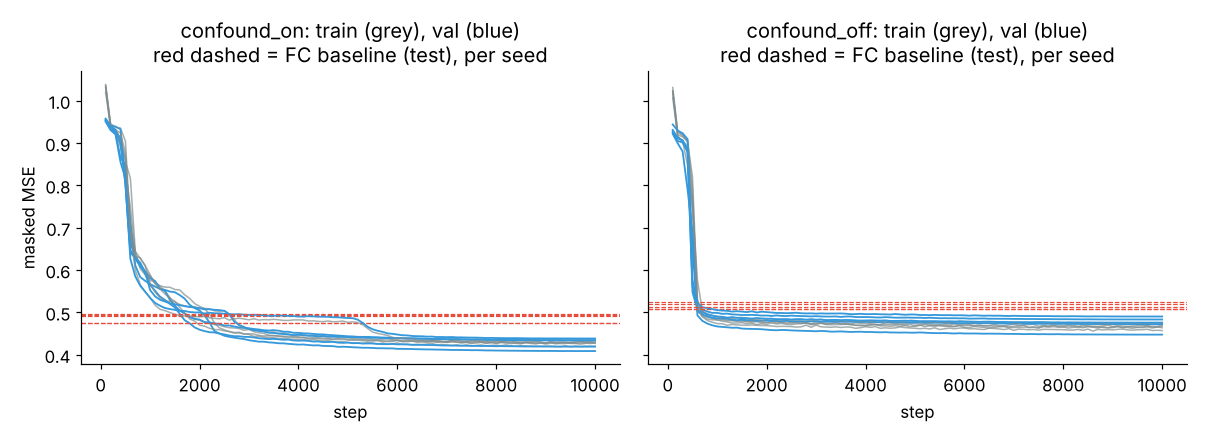 confound_on: train (grey), val (blue)
red dashed = FC baseline (test), per seed
confound_off: train (grey), val (blue)
red dashed = FC baseline (test), per seed
masked MSE
1.0
0.9
0.8
0.7
0.6
0.5
0.4
0 2000 4000 6000 8000 10000
step
0 2000 4000 6000 8000 10000
step